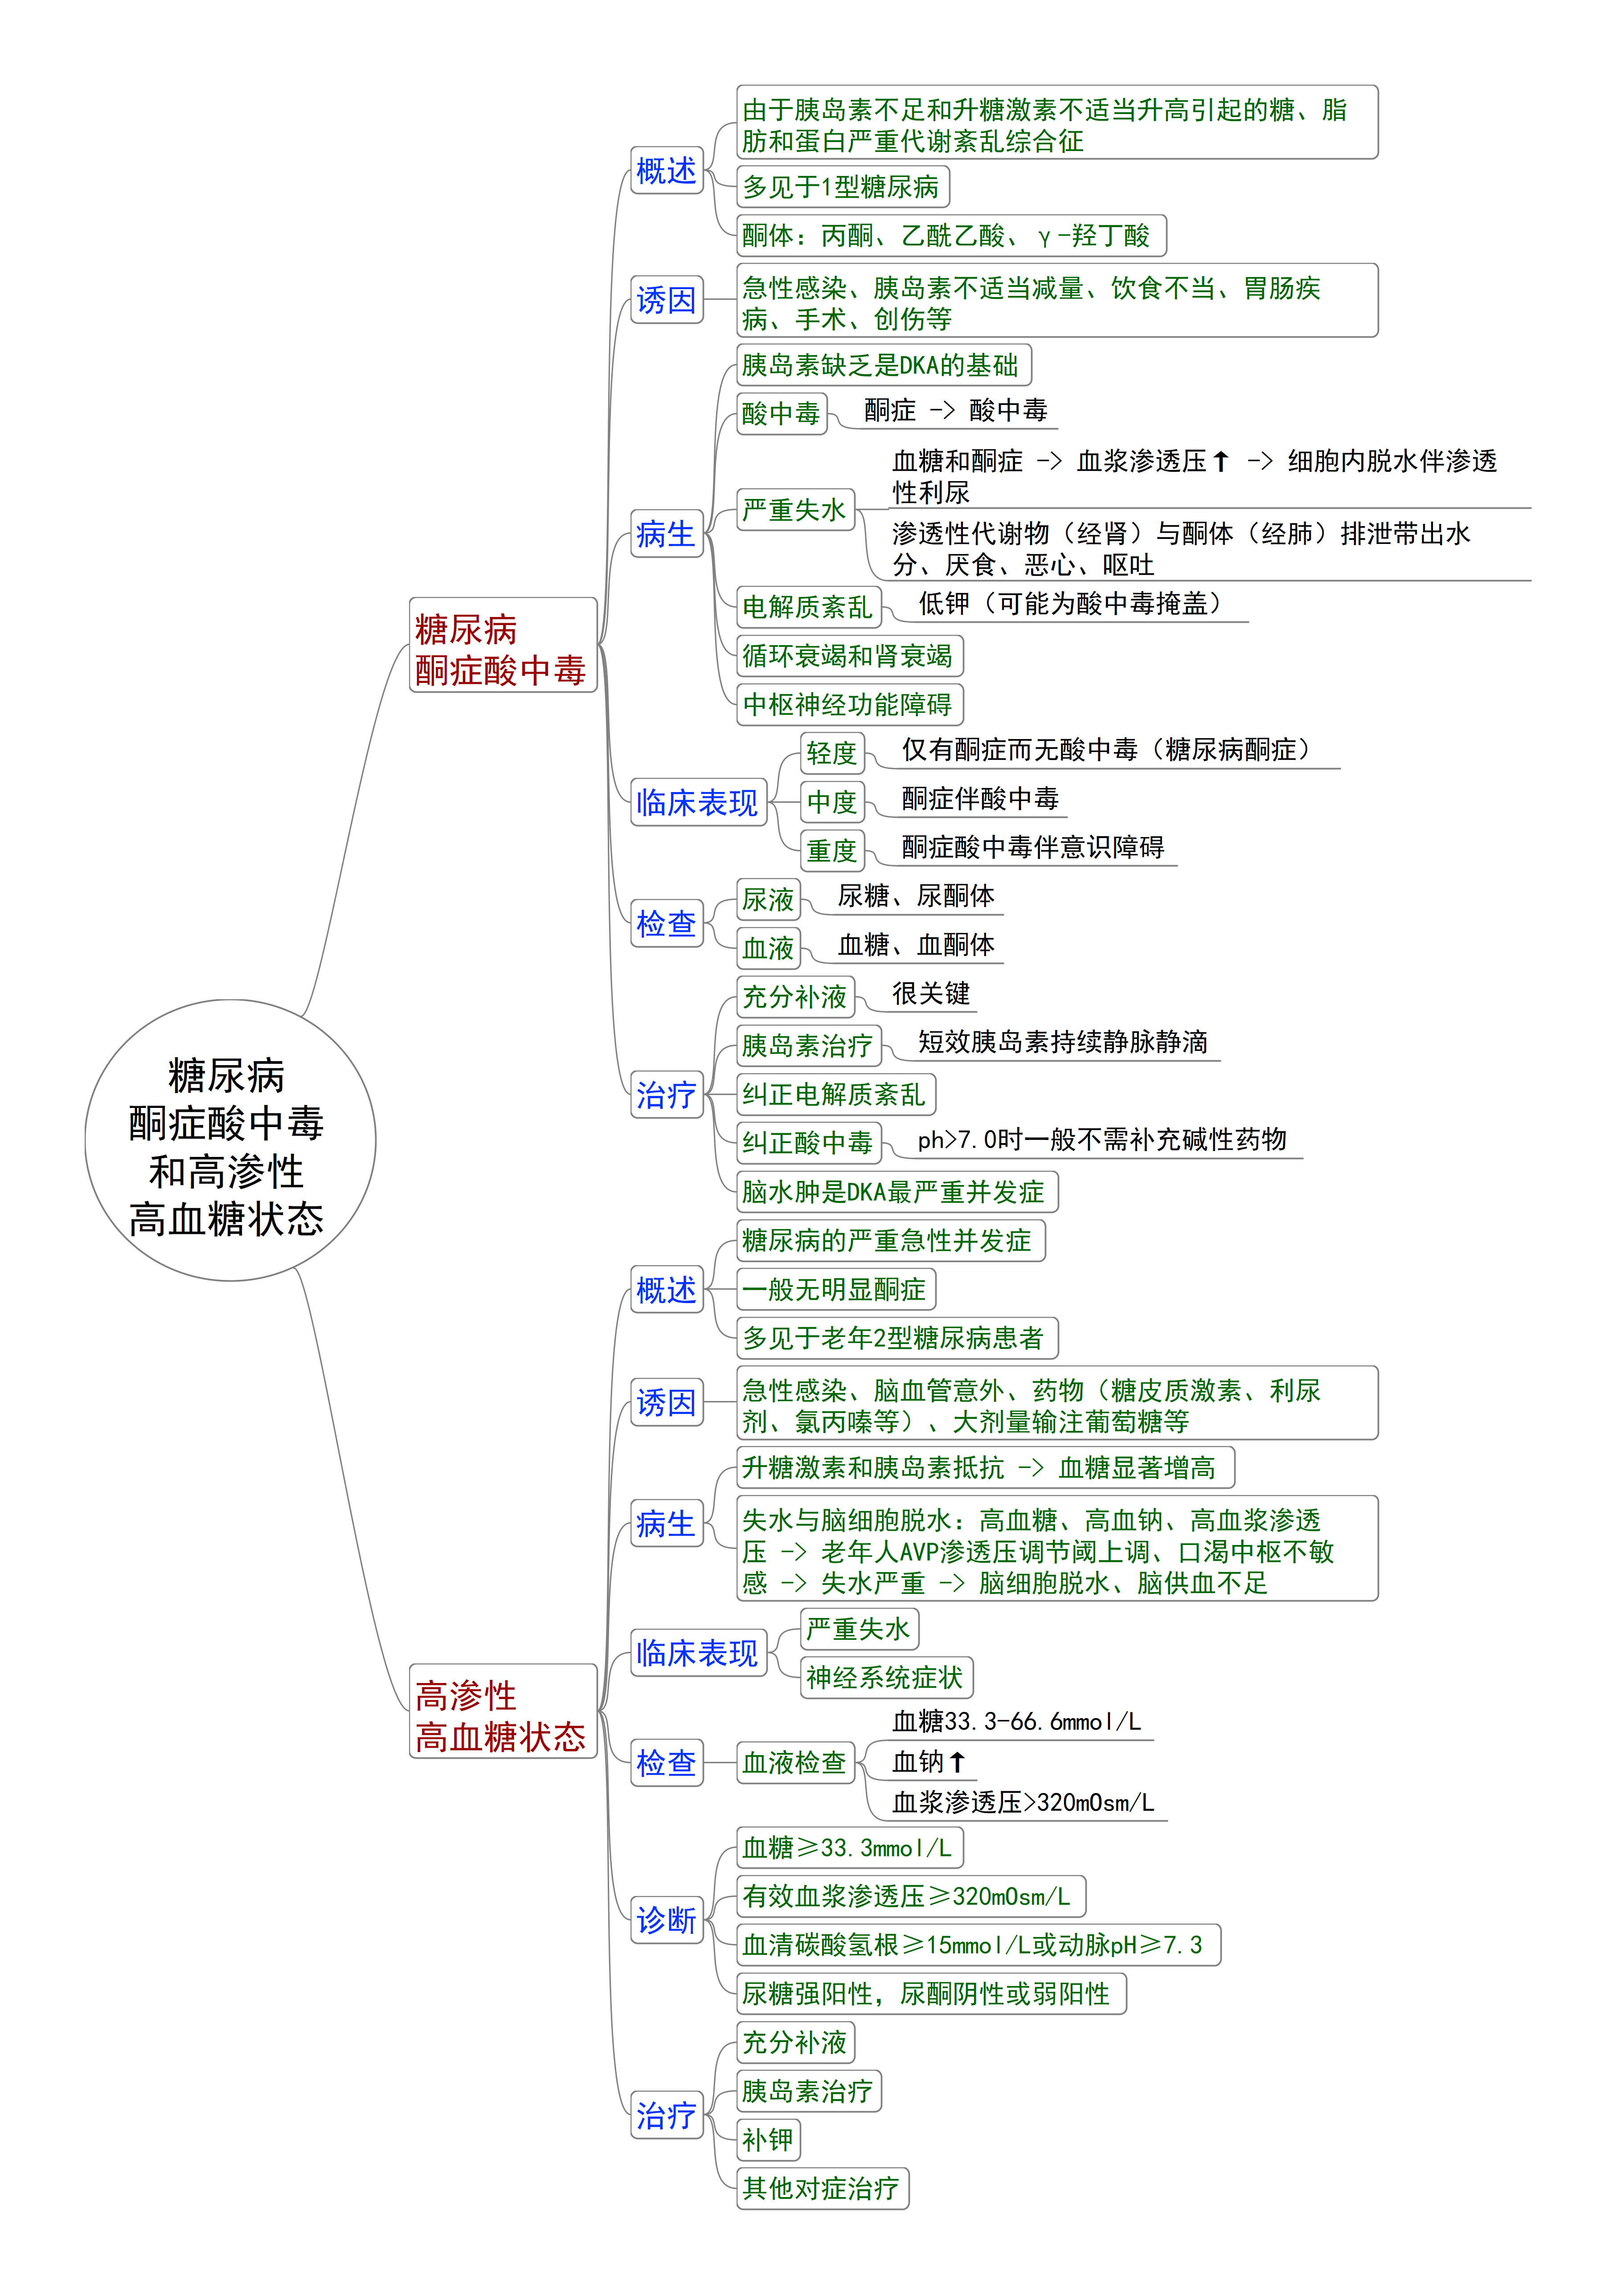 糖尿病
酮症酸中毒
和高渗性
高血糖状态
糖尿病
酮症酸中毒
概述
由于胰岛素不足和升糖激素不适当升高引起的糖、脂
肪和蛋白严重代谢紊乱综合征
多见于1型糖尿病
酮体：丙酮、乙酰乙酸、γ-羟丁酸
诱因
急性感染、胰岛素不适当减量、饮食不当、胃肠疾
病、手术、创伤等
病生
胰岛素缺乏是DKA的基础
酸中毒
酮症 -> 酸中毒
严重失水
血糖和酮症 -> 血浆渗透压↑ -> 细胞内脱水伴渗透
性利尿
渗透性代谢物（经肾）与酮体（经肺）排泄带出水
分、厌食、恶心、呕吐
电解质紊乱
低钾（可能为酸中毒掩盖）
循环衰竭和肾衰竭
中枢神经功能障碍
临床表现
轻度
仅有酮症而无酸中毒（糖尿病酮症）
中度
酮症伴酸中毒
重度
酮症酸中毒伴意识障碍
检查
尿液
尿糖、尿酮体
血液
血糖、血酮体
治疗
充分补液
很关键
胰岛素治疗
短效胰岛素持续静脉静滴
纠正电解质紊乱
纠正酸中毒
ph>7.0时一般不需补充碱性药物
脑水肿是DKA最严重并发症
高渗性
高血糖状态
概述
糖尿病的严重急性并发症
一般无明显酮症
多见于老年2型糖尿病患者
诱因
急性感染、脑血管意外、药物（糖皮质激素、利尿
剂、氯丙嗪等）、大剂量输注葡萄糖等
病生
升糖激素和胰岛素抵抗 -> 血糖显著增高
失水与脑细胞脱水：高血糖、高血钠、高血浆渗透
压 -> 老年人AVP渗透压调节阈上调、口渴中枢不敏
感 -> 失水严重 -> 脑细胞脱水、脑供血不足
临床表现
严重失水
神经系统症状
检查
血液检查
血糖33.3-66.6mmol/L
血钠↑
血浆渗透压>320mOsm/L
诊断
血糖≥33.3mmol/L
有效血浆渗透压≥320mOsm/L
血清碳酸氢根≥15mmol/L或动脉pH≥7.3
尿糖强阳性，尿酮阴性或弱阳性
治疗
充分补液
胰岛素治疗
补钾
其他对症治疗